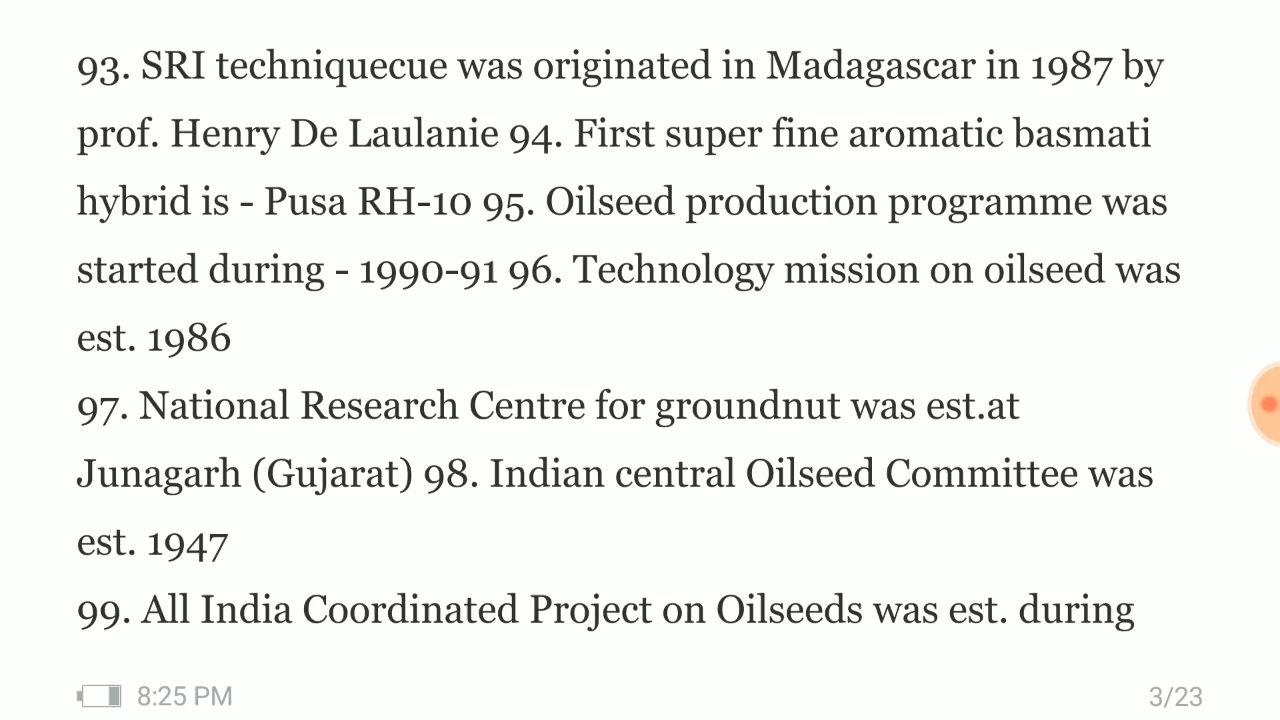 93. SRI techniquecue was originated in Madagascar in 1987 by
prof. Henry De Laulanie 94. First super fine aromatic basmati
hybrid is - Pusa RH-10 95. Oilseed production programme was
started during - 1990-91 96. Technology mission on oilseed was
est. 1986
97. National Research Centre for groundnut was est.at
Junagarh (Gujarat) 98. Indian central Oilseed Committee was
est. 1947
99. All India Coordinated Project on Oilseeds was est. during
8:25 PM
3/23